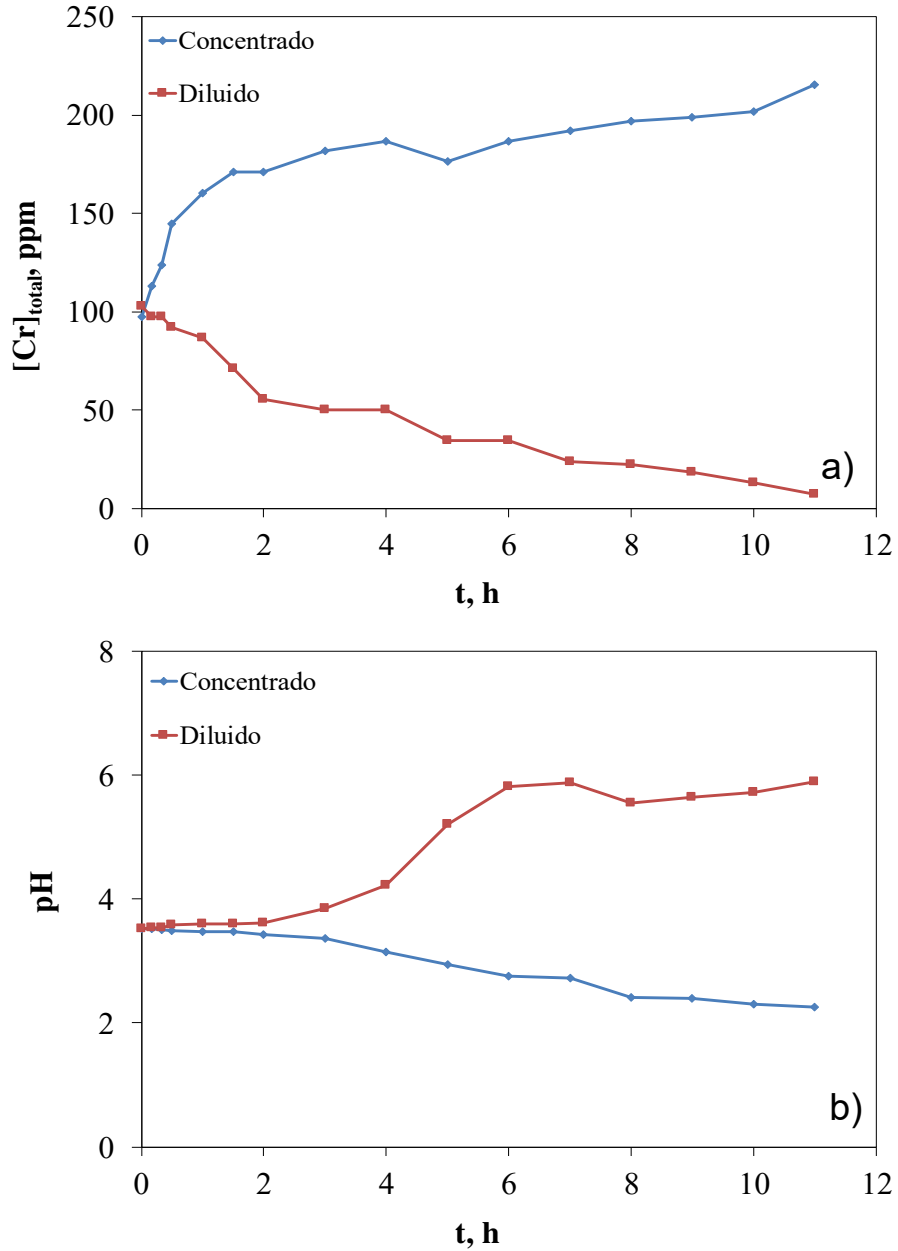 250
Concentrado
200
Diluido
150
[Cr]total, ppm
100
50
a)
0
0 2 4 6 8 10 12
t, h
8
Concentrado
Diluido
6
pH
4
2
b)
0
0 2 4 6 8 10 12
t, h